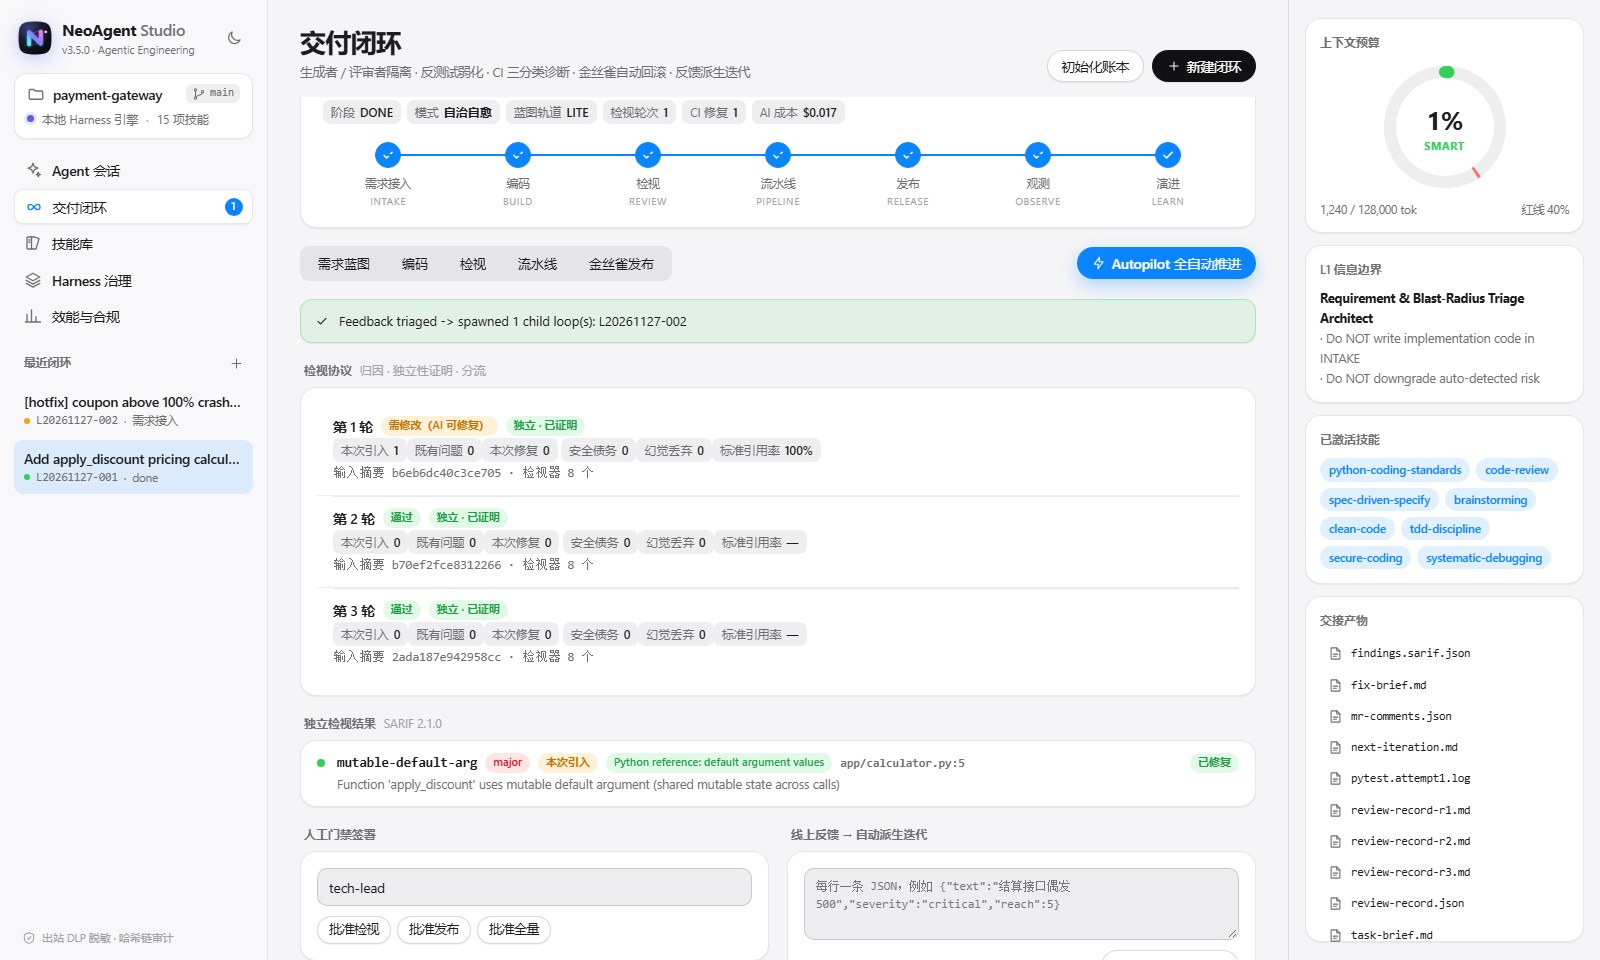 NeoAgent Studio
v3.5.0 · Agentic Engineering
payment-gateway
main
本地 Harness 引擎 · 15 项技能
Agent 会话
交付闭环
1
技能库
Harness 治理
效能与合规
最近闭环
[hotfix] coupon above 100% crash...
L20261127-002 · 需求接入
Add apply_discount pricing calcul...
L20261127-001 · done
出站 DLP 脱敏 · 哈希链审计
交付闭环
生成者 / 评审者隔离 · 反测试弱化 · CI 三分类诊断 · 金丝雀自动回滚 · 反馈派生迭代
初始化账本
新建闭环
阶段 DONE
模式 自治自愈
蓝图轨道 LITE
检视轮次 1
CI 修复 1
AI 成本 $0.017
需求接入
INTAKE
编码
BUILD
检视
REVIEW
流水线
PIPELINE
发布
RELEASE
观测
OBSERVE
演进
LEARN
需求蓝图
编码
检视
流水线
金丝雀发布
Autopilot 全自动推进
Feedback triaged -> spawned 1 child loop(s): L20261127-002
检视协议 归因 · 独立性证明 · 分流
第 1 轮 需修改（AI 可修复） 独立 · 已证明
本次引入 1 既有问题 0 本次修复 0 安全债务 0 幻觉丢弃 0 标准引用率 100%
输入摘要 b6eb6dc40c3ce705 · 检视器 8 个
第 2 轮 通过 独立 · 已证明
本次引入 0 既有问题 0 本次修复 0 安全债务 0 幻觉丢弃 0 标准引用率 —
输入摘要 b70ef2fce8312266 · 检视器 8 个
第 3 轮 通过 独立 · 已证明
本次引入 0 既有问题 0 本次修复 0 安全债务 0 幻觉丢弃 0 标准引用率 —
输入摘要 2ada187e942958cc · 检视器 8 个
独立检视结果 SARIF 2.1.0
mutable-default-arg major 本次引入 Python reference: default argument values app/calculator.py:5 已修复
Function 'apply_discount' uses mutable default argument (shared mutable state across calls)
人工门禁签署
tech-lead
批准检视
批准发布
批准全量
线上反馈 → 自动派生迭代
每行一条 JSON，例如 {"text":"结算接口偶发
500","severity":"critical","reach":5}
上下文预算
1%
SMART
1,240 / 128,000 tok
红线 40%
L1 信息边界
Requirement & Blast-Radius Triage
Architect
· Do NOT write implementation code in
INTAKE
· Do NOT downgrade auto-detected risk
已激活技能
python-coding-standards
code-review
spec-driven-specify
brainstorming
clean-code
tdd-discipline
secure-coding
systematic-debugging
交接产物
findings.sarif.json
fix-brief.md
mr-comments.json
next-iteration.md
pytest.attempt1.log
review-record-r1.md
review-record-r2.md
review-record-r3.md
review-record.json
task-brief.md